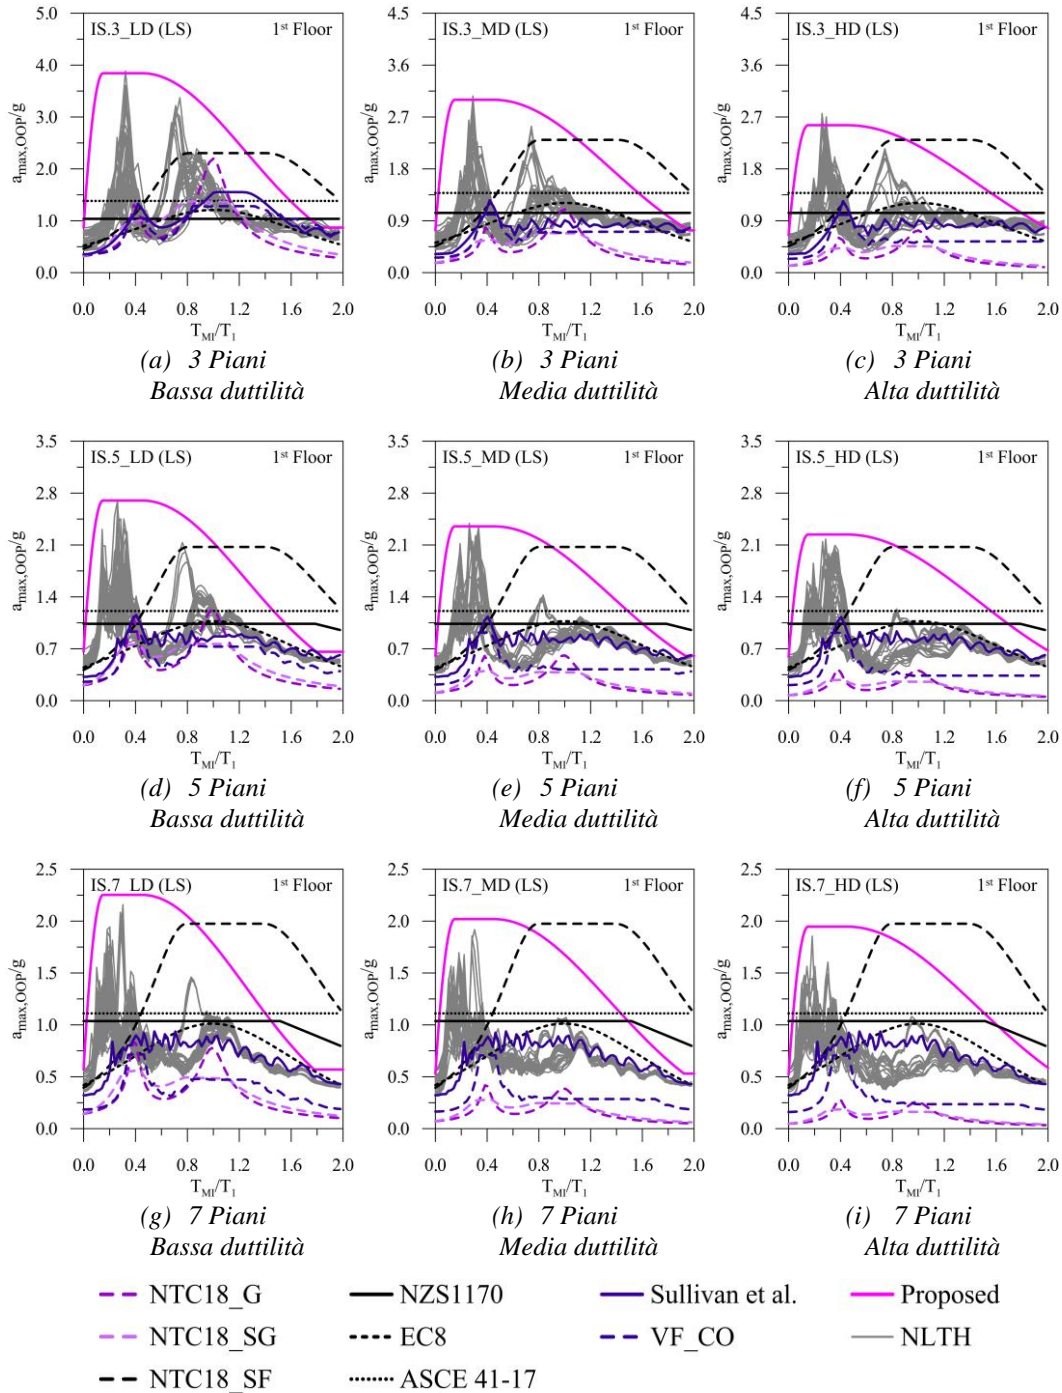 5.0
4.0
3.0
2.0
1.0
0.0
a_max,OOP/g
IS.3_LD (LS) 1st Floor
0.0 0.4 0.8 1.2 1.6 2.0
T_MI/T_1
(a) 3 Piani
Bassa duttilità
4.5
3.6
2.7
1.8
0.9
0.0
a_max,OOP/g
IS.3_MD (LS) 1st Floor
0.0 0.4 0.8 1.2 1.6 2.0
T_MI/T_1
(b) 3 Piani
Media duttilità
4.5
3.6
2.7
1.8
0.9
0.0
a_max,OOP/g
IS.3_HD (LS) 1st Floor
0.0 0.4 0.8 1.2 1.6 2.0
T_MI/T_1
(c) 3 Piani
Alta duttilità
3.5
2.8
2.1
1.4
0.7
0.0
a_max,OOP/g
IS.5_LD (LS) 1st Floor
0.0 0.4 0.8 1.2 1.6 2.0
T_MI/T_1
(d) 5 Piani
Bassa duttilità
3.5
2.8
2.1
1.4
0.7
0.0
a_max,OOP/g
IS.5_MD (LS) 1st Floor
0.0 0.4 0.8 1.2 1.6 2.0
T_MI/T_1
(e) 5 Piani
Media duttilità
3.5
2.8
2.1
1.4
0.7
0.0
a_max,OOP/g
IS.5_HD (LS) 1st Floor
0.0 0.4 0.8 1.2 1.6 2.0
T_MI/T_1
(f) 5 Piani
Alta duttilità
2.5
2.0
1.5
1.0
0.5
0.0
a_max,OOP/g
IS.7_LD (LS) 1st Floor
0.0 0.4 0.8 1.2 1.6 2.0
T_MI/T_1
(g) 7 Piani
Bassa duttilità
2.5
2.0
1.5
1.0
0.5
0.0
a_max,OOP/g
IS.7_MD (LS) 1st Floor
0.0 0.4 0.8 1.2 1.6 2.0
T_MI/T_1
(h) 7 Piani
Media duttilità
2.5
2.0
1.5
1.0
0.5
0.0
a_max,OOP/g
IS.7_HD (LS) 1st Floor
0.0 0.4 0.8 1.2 1.6 2.0
T_MI/T_1
(i) 7 Piani
Alta duttilità
NTC18_G NZS1170 Sullivan et al. Proposed
NTC18_SG EC8 VF_CO NLTH
NTC18_SF ASCE 41-17